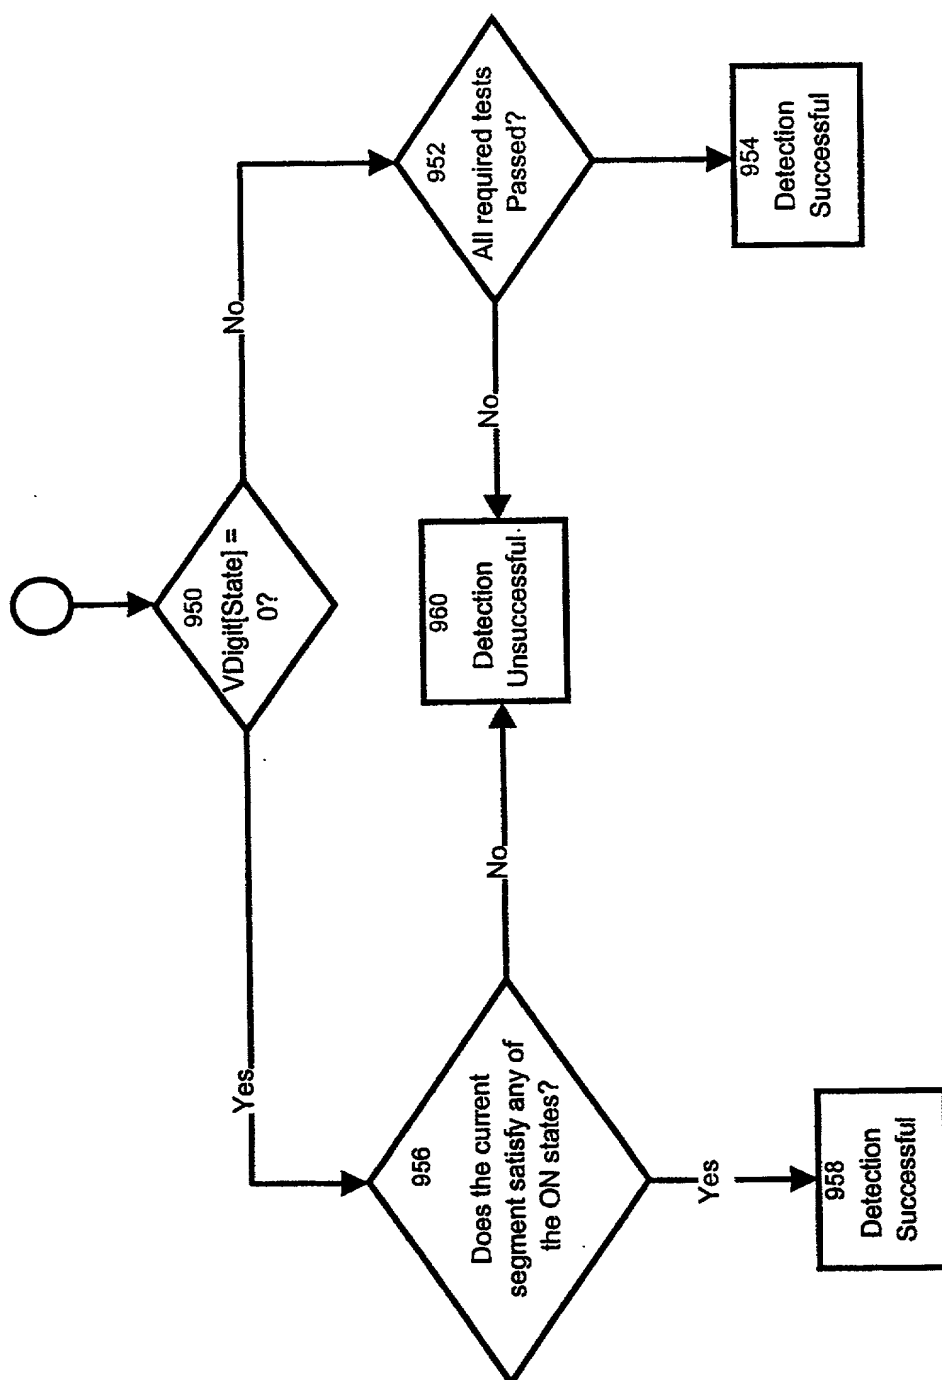 950
VDigit[State] =
0?
No
952
All required tests
Passed?
954
Detection
Successful
No
960
Detection
Unsuccessful
Yes
956
Does the current
segment satisfy any of
the ON states?
No
Yes
958
Detection
Successful